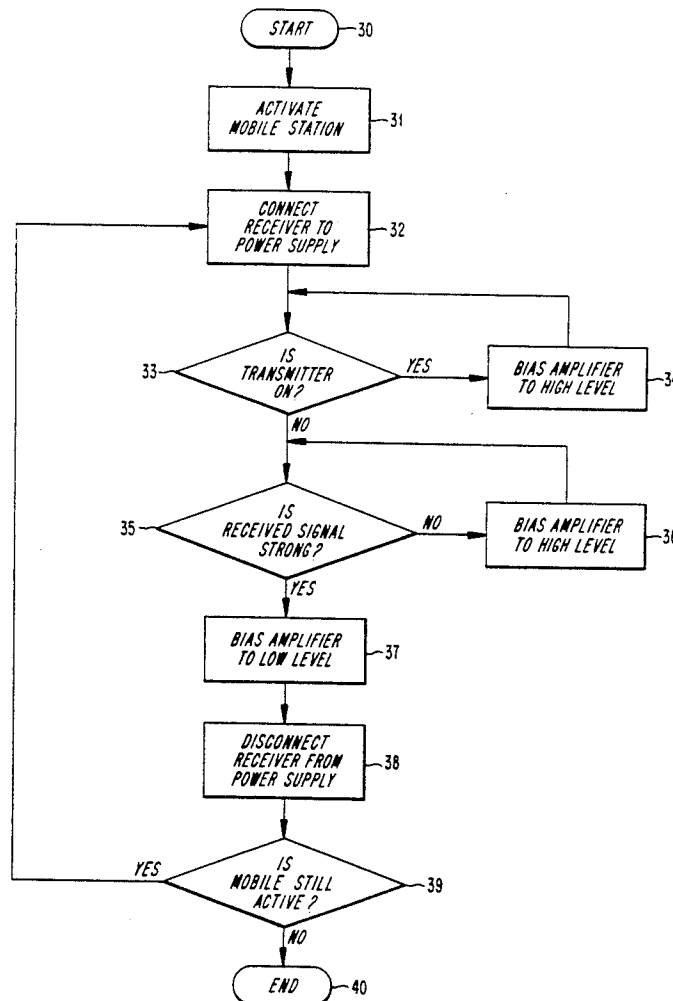 START
30
ACTIVATE
MOBILE STATION
31
CONNECT
RECEIVER TO
POWER SUPPLY
32
33
IS
TRANSMITTER
ON?
YES
BIAS AMPLIFIER
TO HIGH LEVEL
NO
35
IS
RECEIVED SIGNAL
STRONG?
NO
BIAS AMPLIFIER
TO HIGH LEVEL
YES
BIAS AMPLIFIER
TO LOW LEVEL
37
DISCONNECT
RECEIVER FROM
POWER SUPPLY
38
YES
IS
MOBILE STILL
ACTIVE?
39
NO
END
40